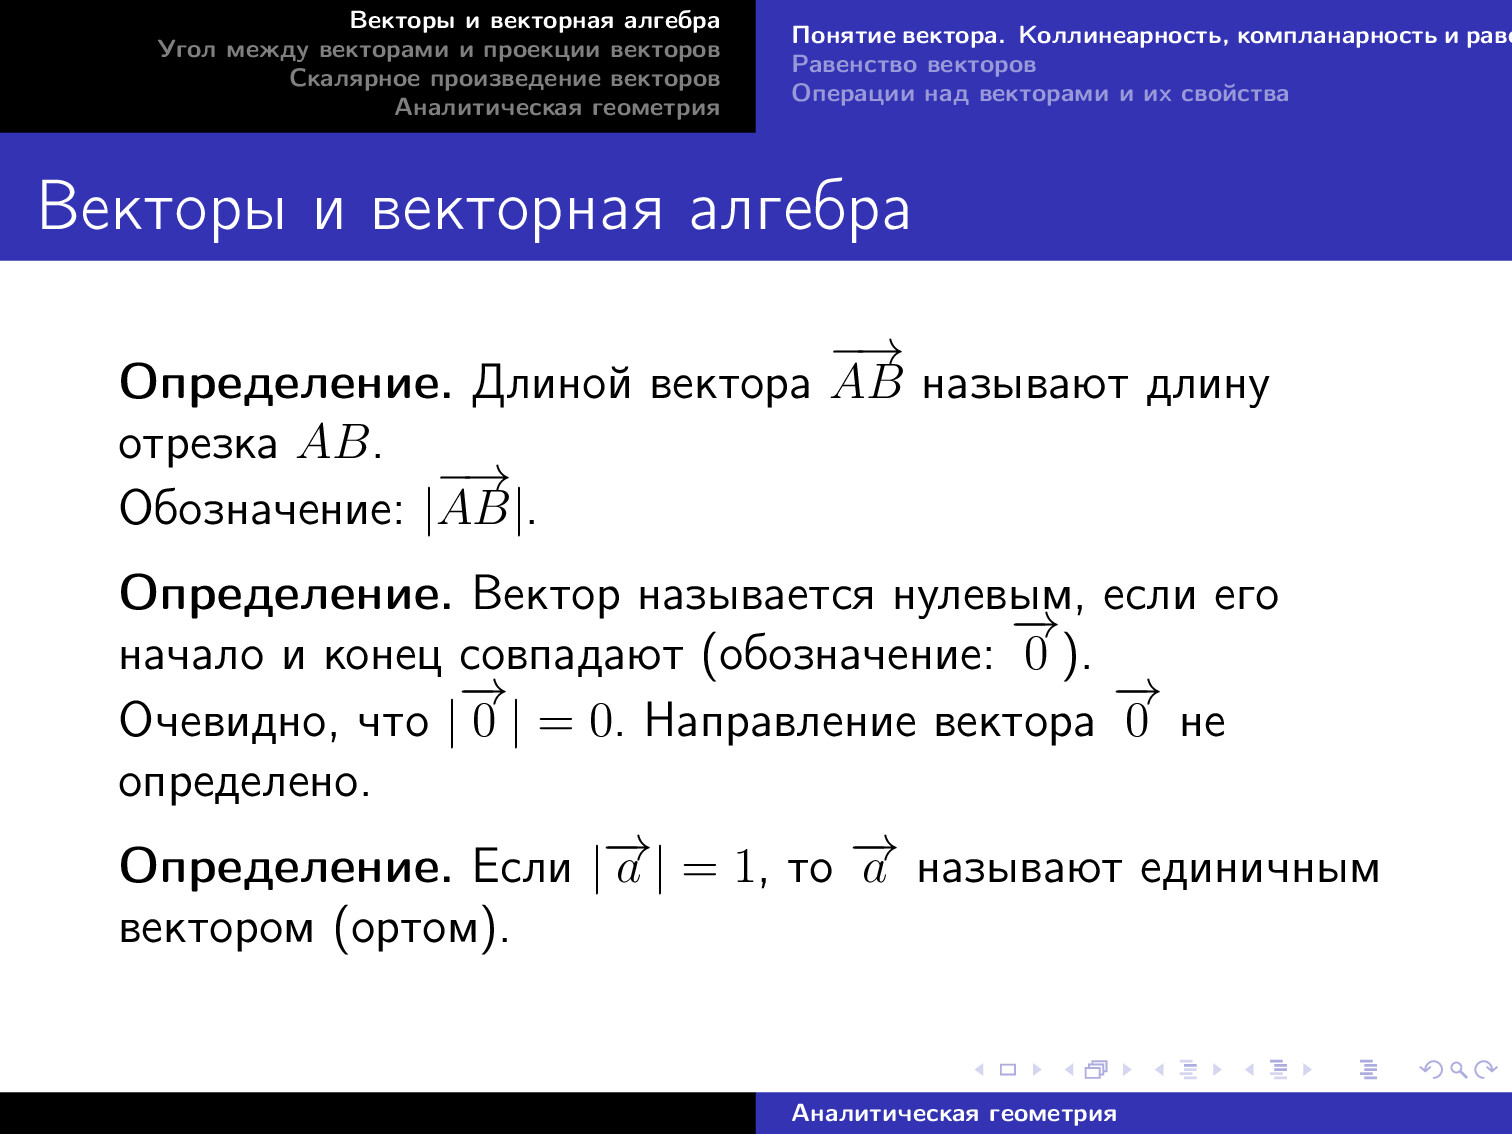 Векторы и векторная алгебра
Угол между векторами и проекции векторов
Скалярное произведение векторов
Аналитическая геометрия
Понятие вектора. Коллинеарность, компланарность и
Равенство векторов
Операции над векторами и их свойства
Векторы и векторная алгебра
Определение. Длиной вектора $\overrightarrow{AB}$ называют длину
отрезка $AB$.
Обозначение: $|\overrightarrow{AB}|$.
Определение. Вектор называется нулевым, если его
начало и конец совпадают (обозначение: $\overrightarrow{0}$).
Очевидно, что $|\overrightarrow{0}| = 0$. Направление вектора $\overrightarrow{0}$ не
определено.
Определение. Если $|\overrightarrow{a}| = 1$, то $\overrightarrow{a}$ называют единичным
вектором (ортом).
Аналитическая геометрия